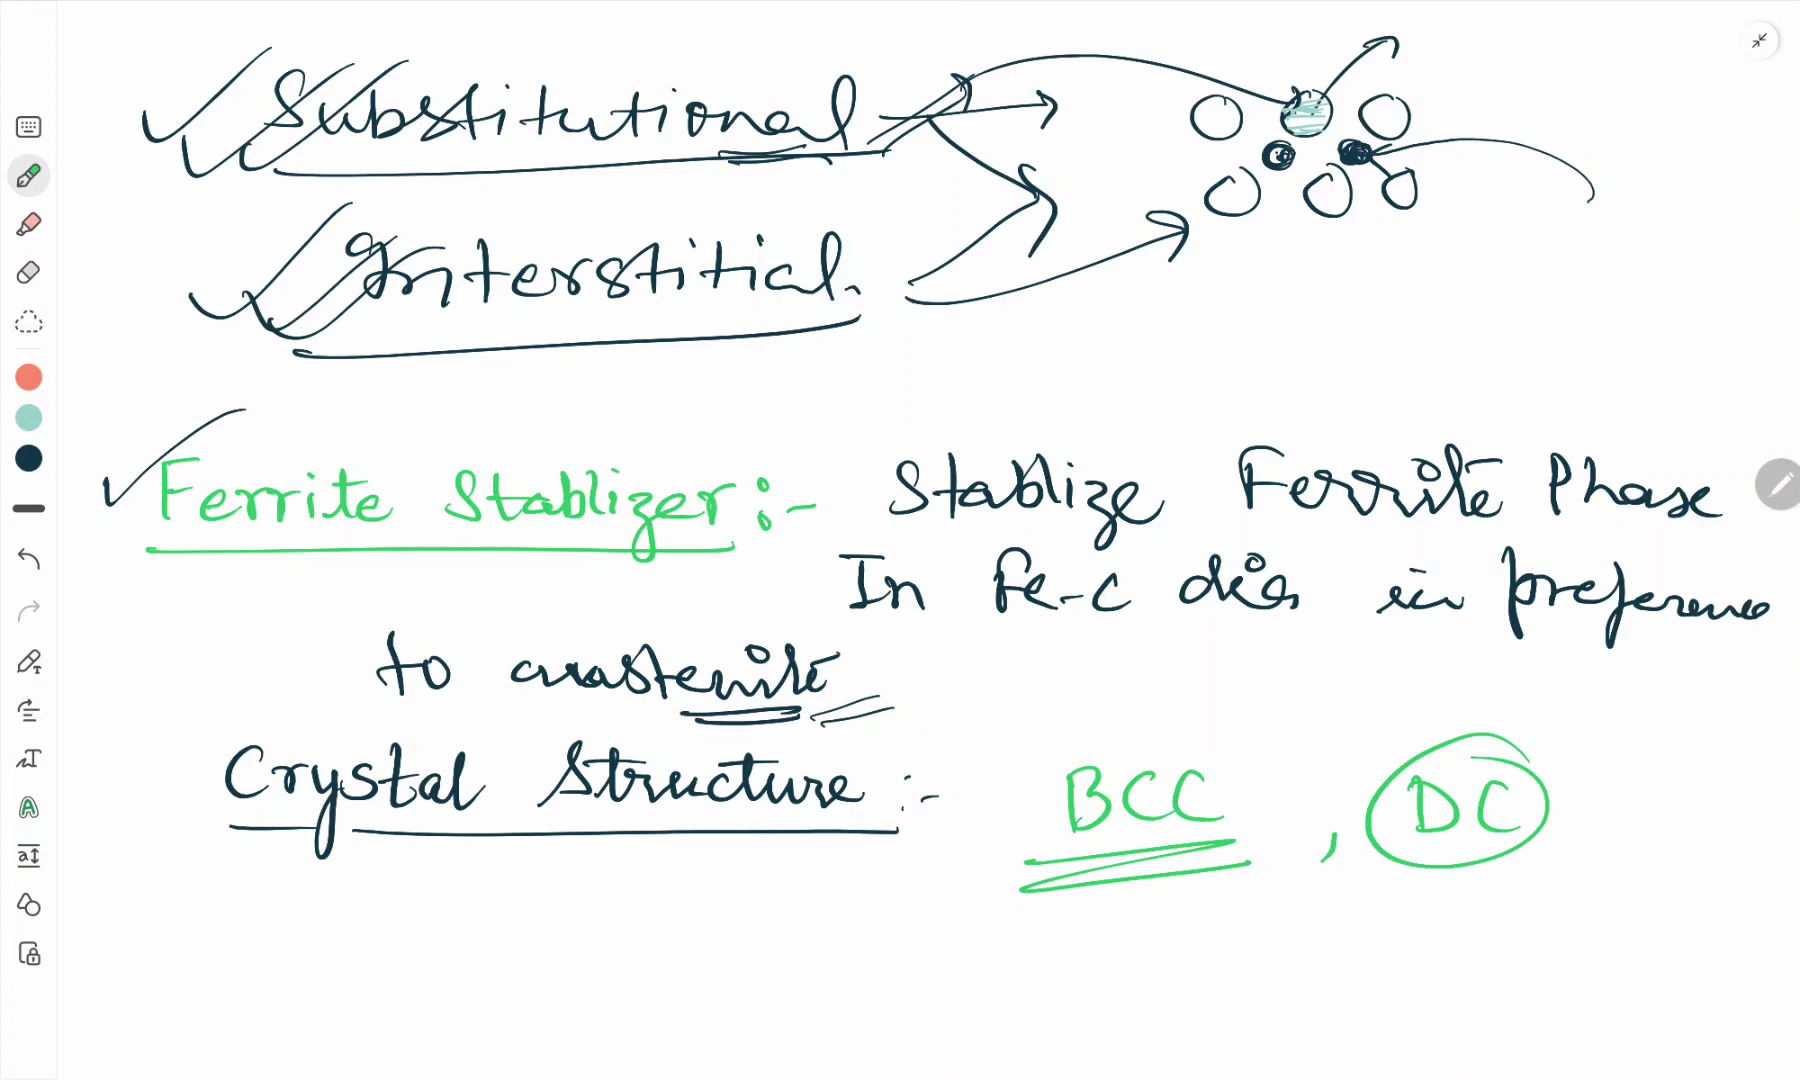 Substitutional
Interstitial.
Ferrite Stablizer :- Stablize Ferrite Phase
In Fe-C dia in preference
to austenite
Crystal Structure :- BCC, DC